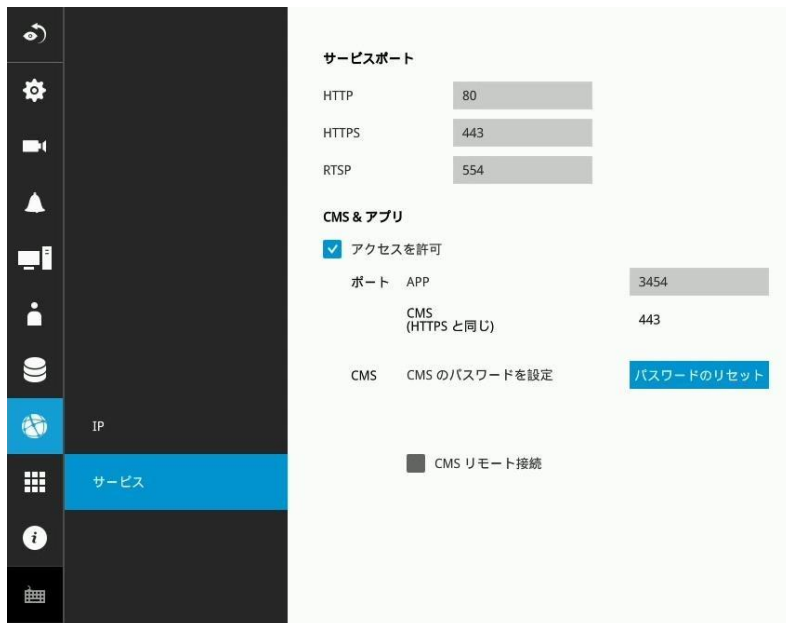 サービスポート
HTTP 80
HTTPS 443
RTSP 554
CMS & アプリ
アクセスを許可
ポート APP 3454
CMS
(HTTPS と同じ) 443
CMS CMS のパスワードを設定 パスワードのリセット
IP
CMS リモート接続
サービス